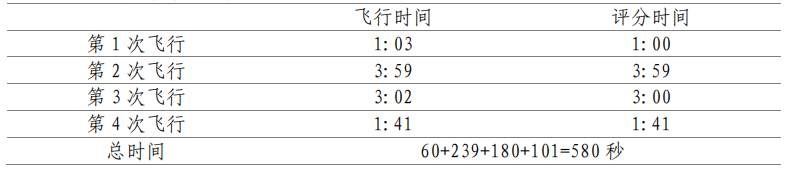 飞行时间 评分时间
第 1 次飞行 1: 03 1: 00
第 2 次飞行 3: 59 3: 59
第 3 次飞行 3: 02 3: 00
第 4 次飞行 1: 41 1: 41
总时间 60+239+180+101=580 秒